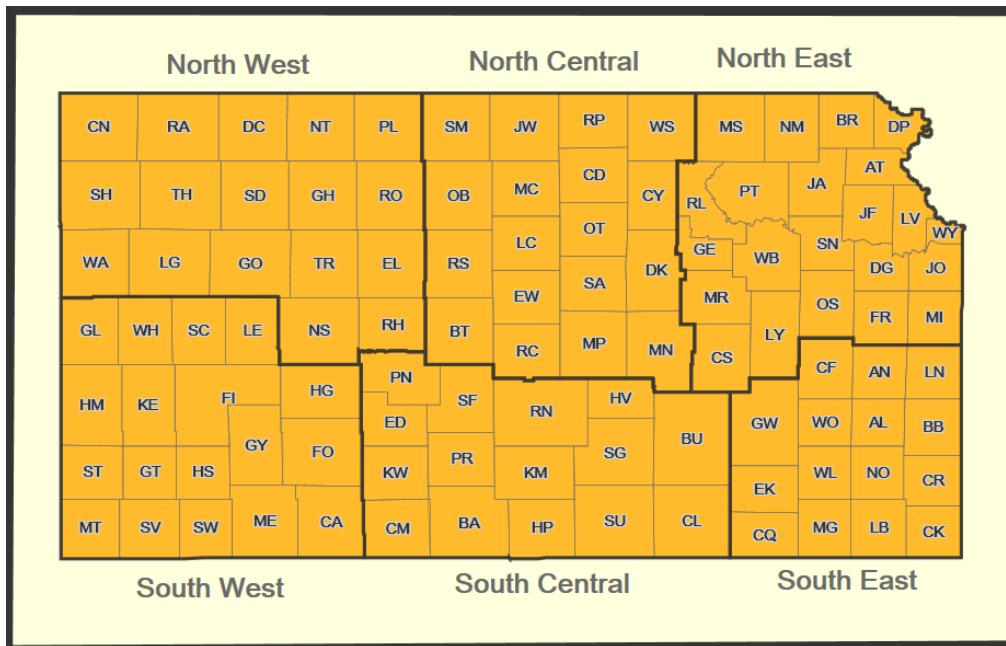 North West North Central North East
CN RA DC NT PL SM JW RP WS MS NM BR DP
SH TH SD GH RO OB MC CD CY RL PT JA AT
WA LG GO TR EL RS LC OT DK GE WB SN JF LV WY
GL WH SC LE NS RH BT EW SA MR OS DG JO
RC MP MN CS LY FR MI
HM KE FI HG PN SF RN HV CF AN LN
ED GY FO PR SG BU GW WO AL BB
ST GT HS KW KM EK WL NO CR
MT SV SW ME CA CM BA HP SU CL CQ MG LB CK
South West South Central South East